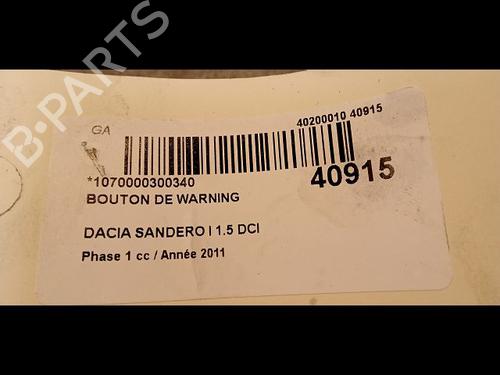 B-PARTS
GA
40200010 40915
*1070000300340
40915
BOUTON DE WARNING
DACIA SANDERO I 1.5 DCI
Phase 1 cc / Année 2011